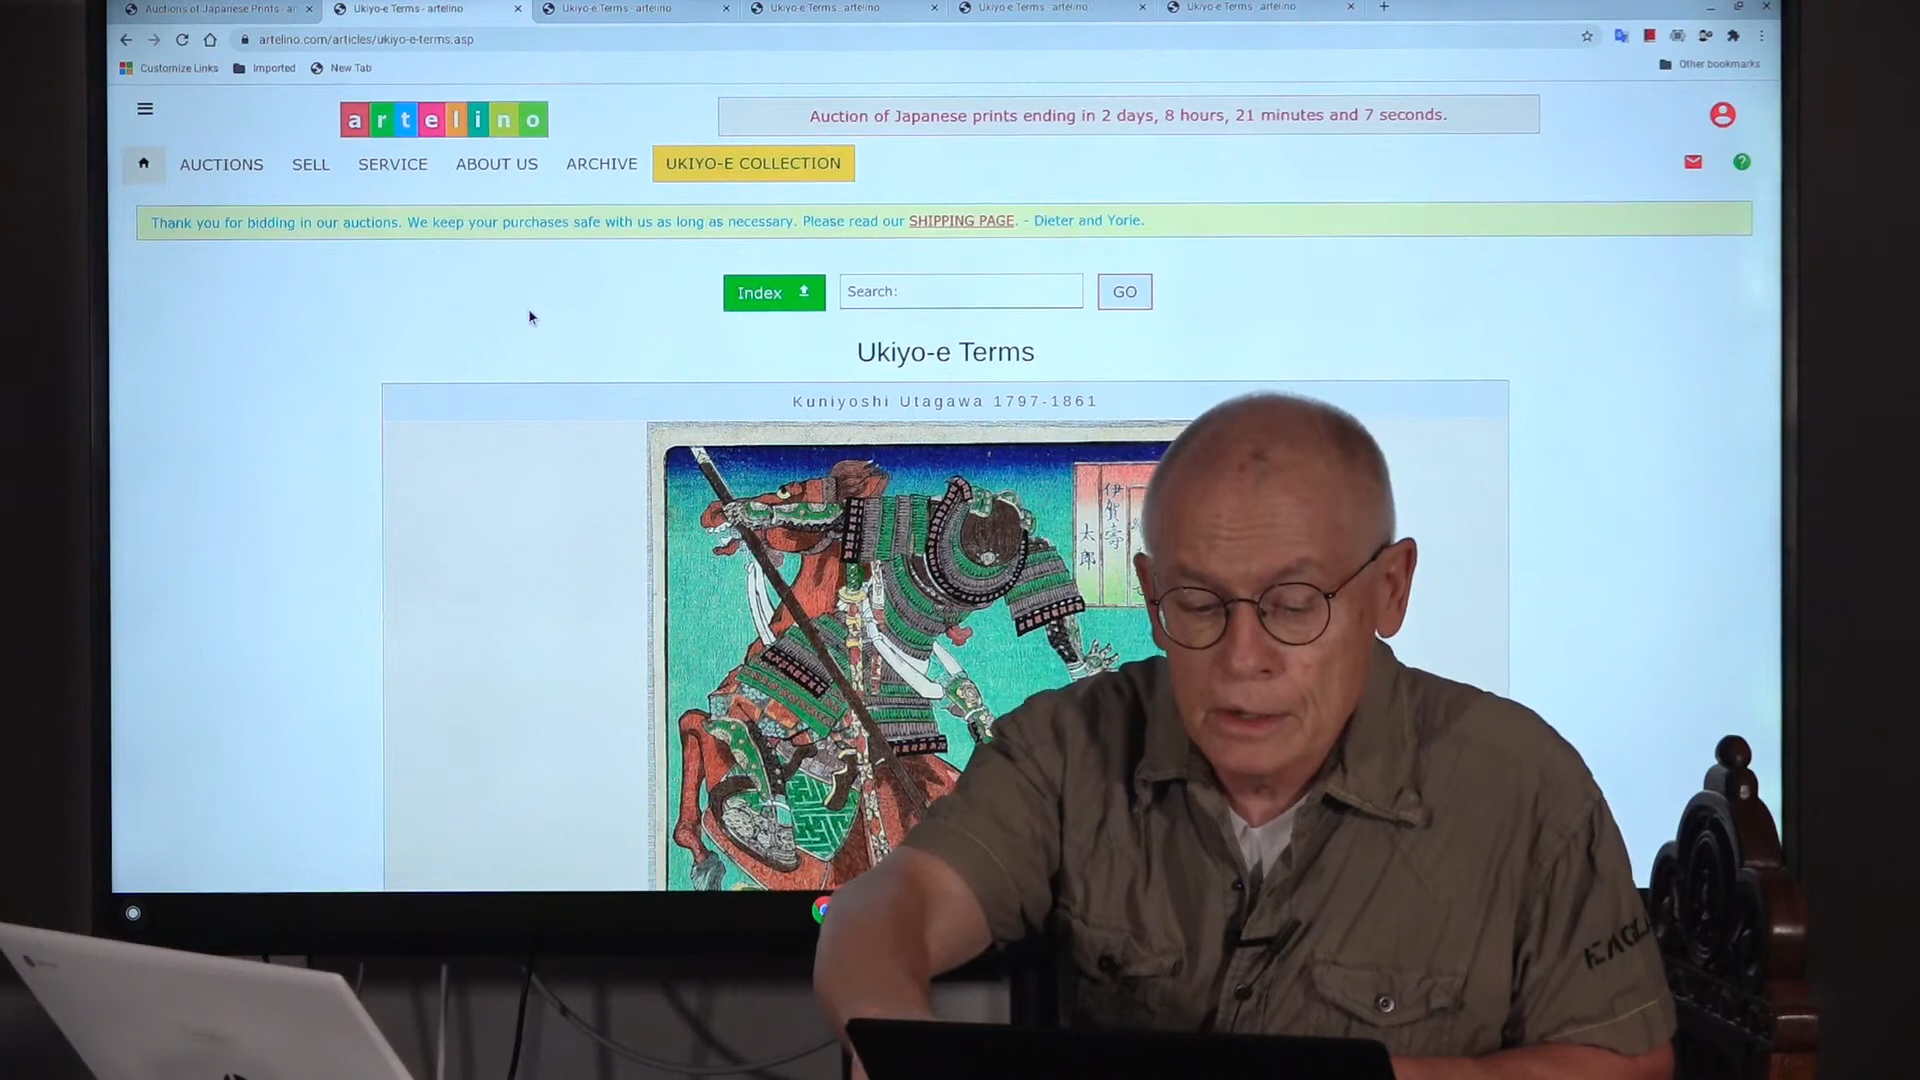 Auctions of Japanese Prints - ar
Ukiyo-e Terms - artelino
Ukiyo-e Terms - artelino
Ukiyo-e Terms - artelino
Ukiyo-e Terms - artelino
Ukiyo-e Terms - artelino
artelino.com/articles/ukiyo-e-terms.asp
Customize Links
Imported
New Tab
Other bookmarks
artelino
Auction of Japanese prints ending in 2 days, 8 hours, 21 minutes and 7 seconds.
AUCTIONS
SELL
SERVICE
ABOUT US
ARCHIVE
UKIYO-E COLLECTION
Thank you for bidding in our auctions. We keep your purchases safe with us as long as necessary. Please read our SHIPPING PAGE. - Dieter and Yorie.
Index
Search:
GO
Ukiyo-e Terms
Kuniyoshi Utagawa 1797-1861
太郎